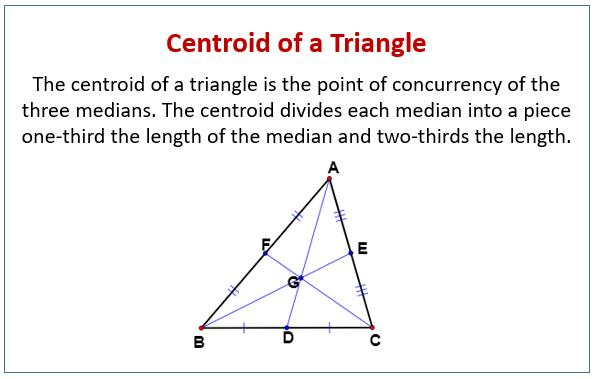 Centroid of a Triangle
The centroid of a triangle is the point of concurrency of the
three medians. The centroid divides each median into a piece
one-third the length of the median and two-thirds the length.
A
F
E
G
B
D
C